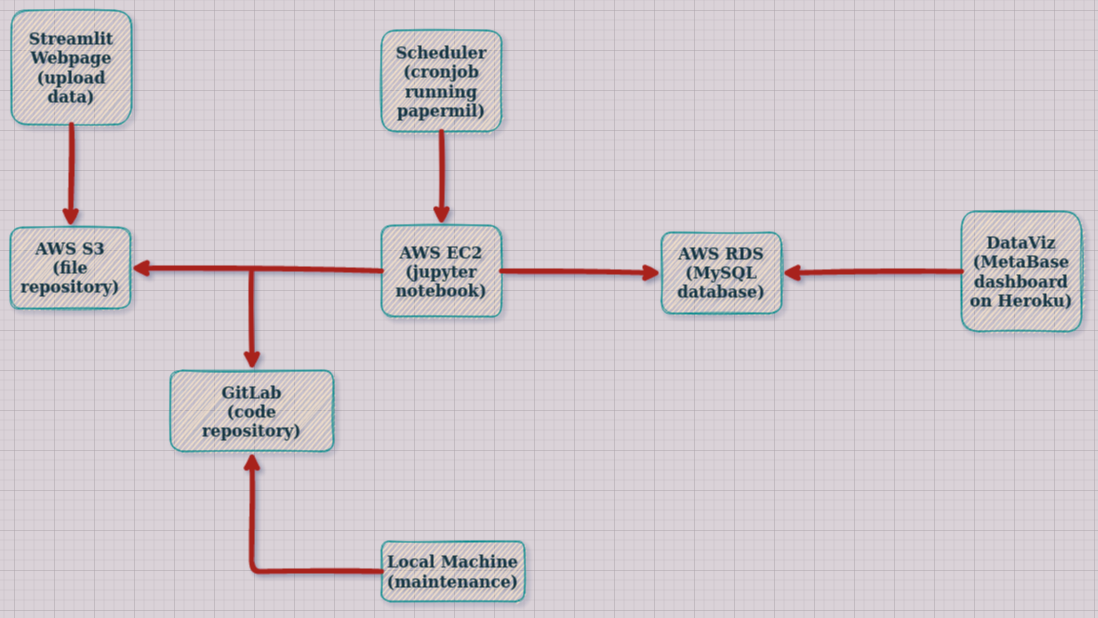 Streamlit
Webpage
(upload
data)
Scheduler
(cronjob
running
papermil)
AWS S3
(file
repository)
AWS EC2
(jupyter
notebook)
AWS RDS
(MySQL
database)
DataViz
(MetaBase
dashboard
on Heroku)
GitLab
(code
repository)
Local Machine
(maintenance)